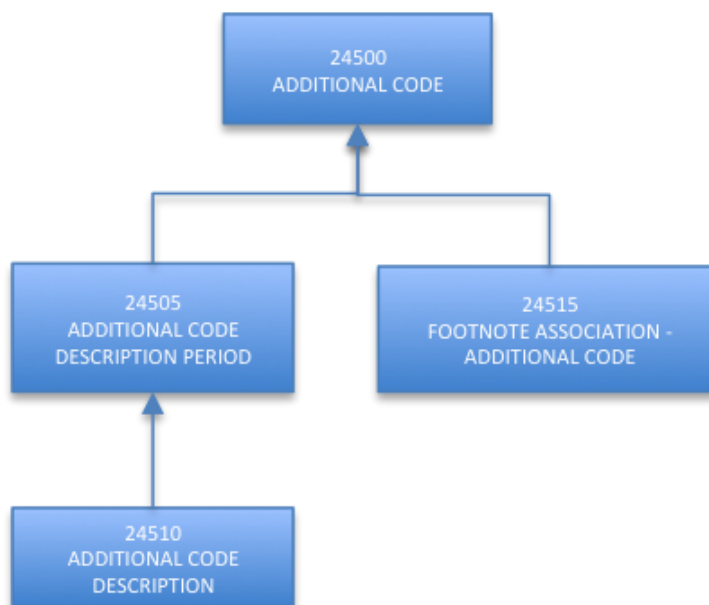 24500
ADDITIONAL CODE
24505
ADDITIONAL CODE
DESCRIPTION PERIOD
24515
FOOTNOTE ASSOCIATION -
ADDITIONAL CODE
24510
ADDITIONAL CODE
DESCRIPTION